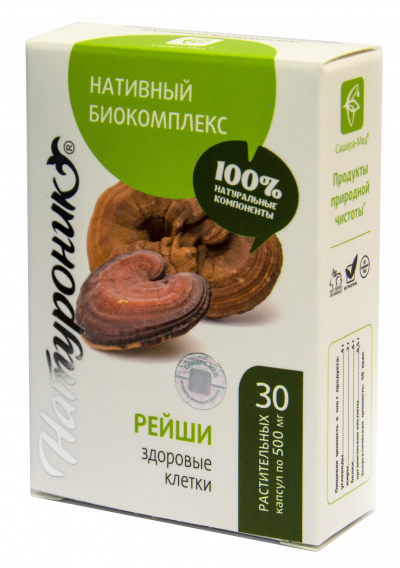 НАТИВНЫЙ
БИОКОМПЛЕКС
100%
НАТУРАЛЬНЫЕ
КОМПОНЕНТЫ
Натуроник®
РЕЙШИ
здоровые
клетки
30
РАСТИТЕЛЬНЫХ
капсул по 500 мг
Сашера-Мед®
Продукты
природной
чистоты